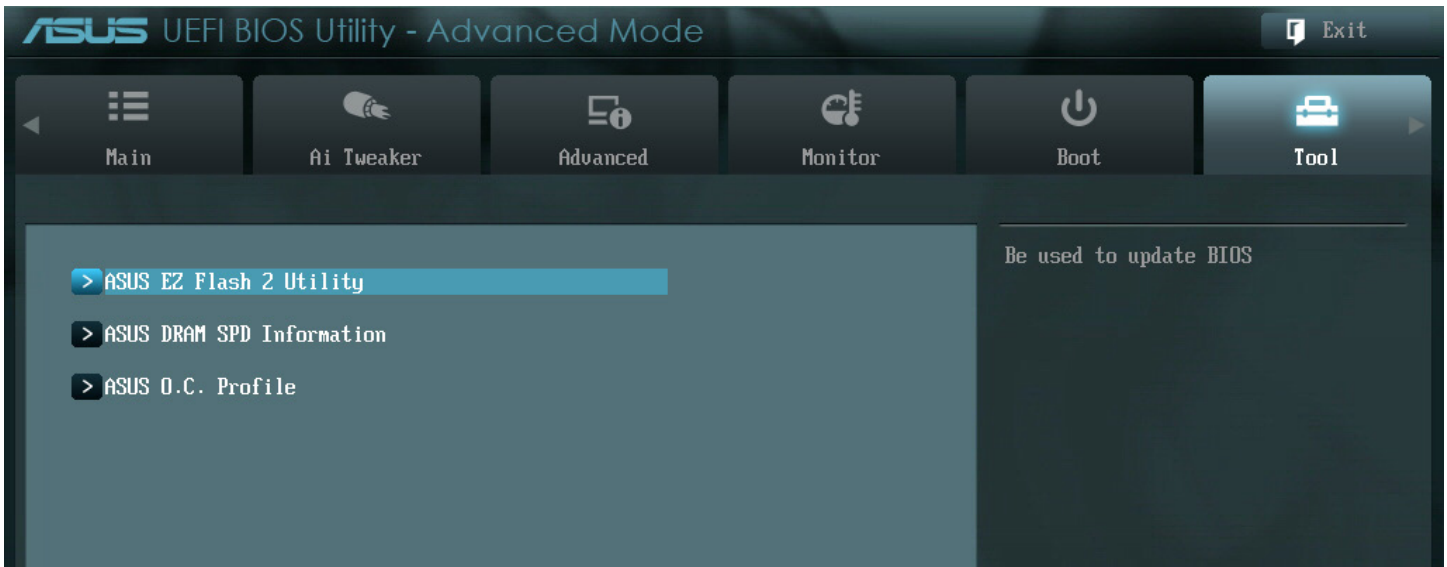 ASUS UEFI BIOS Utility - Advanced Mode
Exit
Main
Ai Tweaker
Advanced
Monitor
Boot
Tool
Be used to update BIOS
> ASUS EZ Flash 2 Utility
> ASUS DRAM SPD Information
> ASUS O.C. Profile